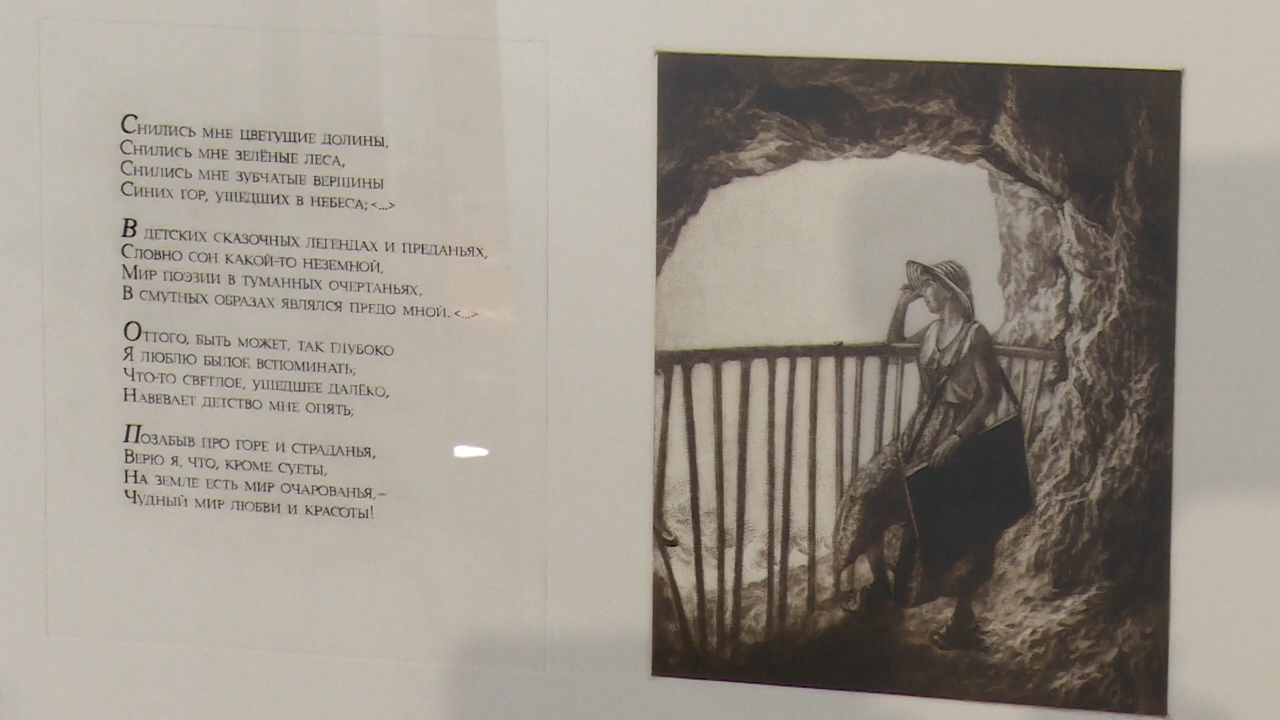 Снились мне цветущие долины,
Снились мне зелёные леса,
Снились мне зубчатые вершины
Синих гор, ушедших в небеса; <...>
В детских сказочных легендах и преданьях,
Словно сон какой-то неземной,
Мир поэзии в туманных очертаньях,
В смутных образах являлся предо мной. <...>
Оттого, быть может, так глубоко
Я люблю былое вспоминать;
Что-то светлое, ушедшее далёко,
Навевает детство мне опять;
Позабыв про горе и страданья,
Верю я, что, кроме суеты,
На земле есть мир очарованья,–
Чудный мир любви и красоты!